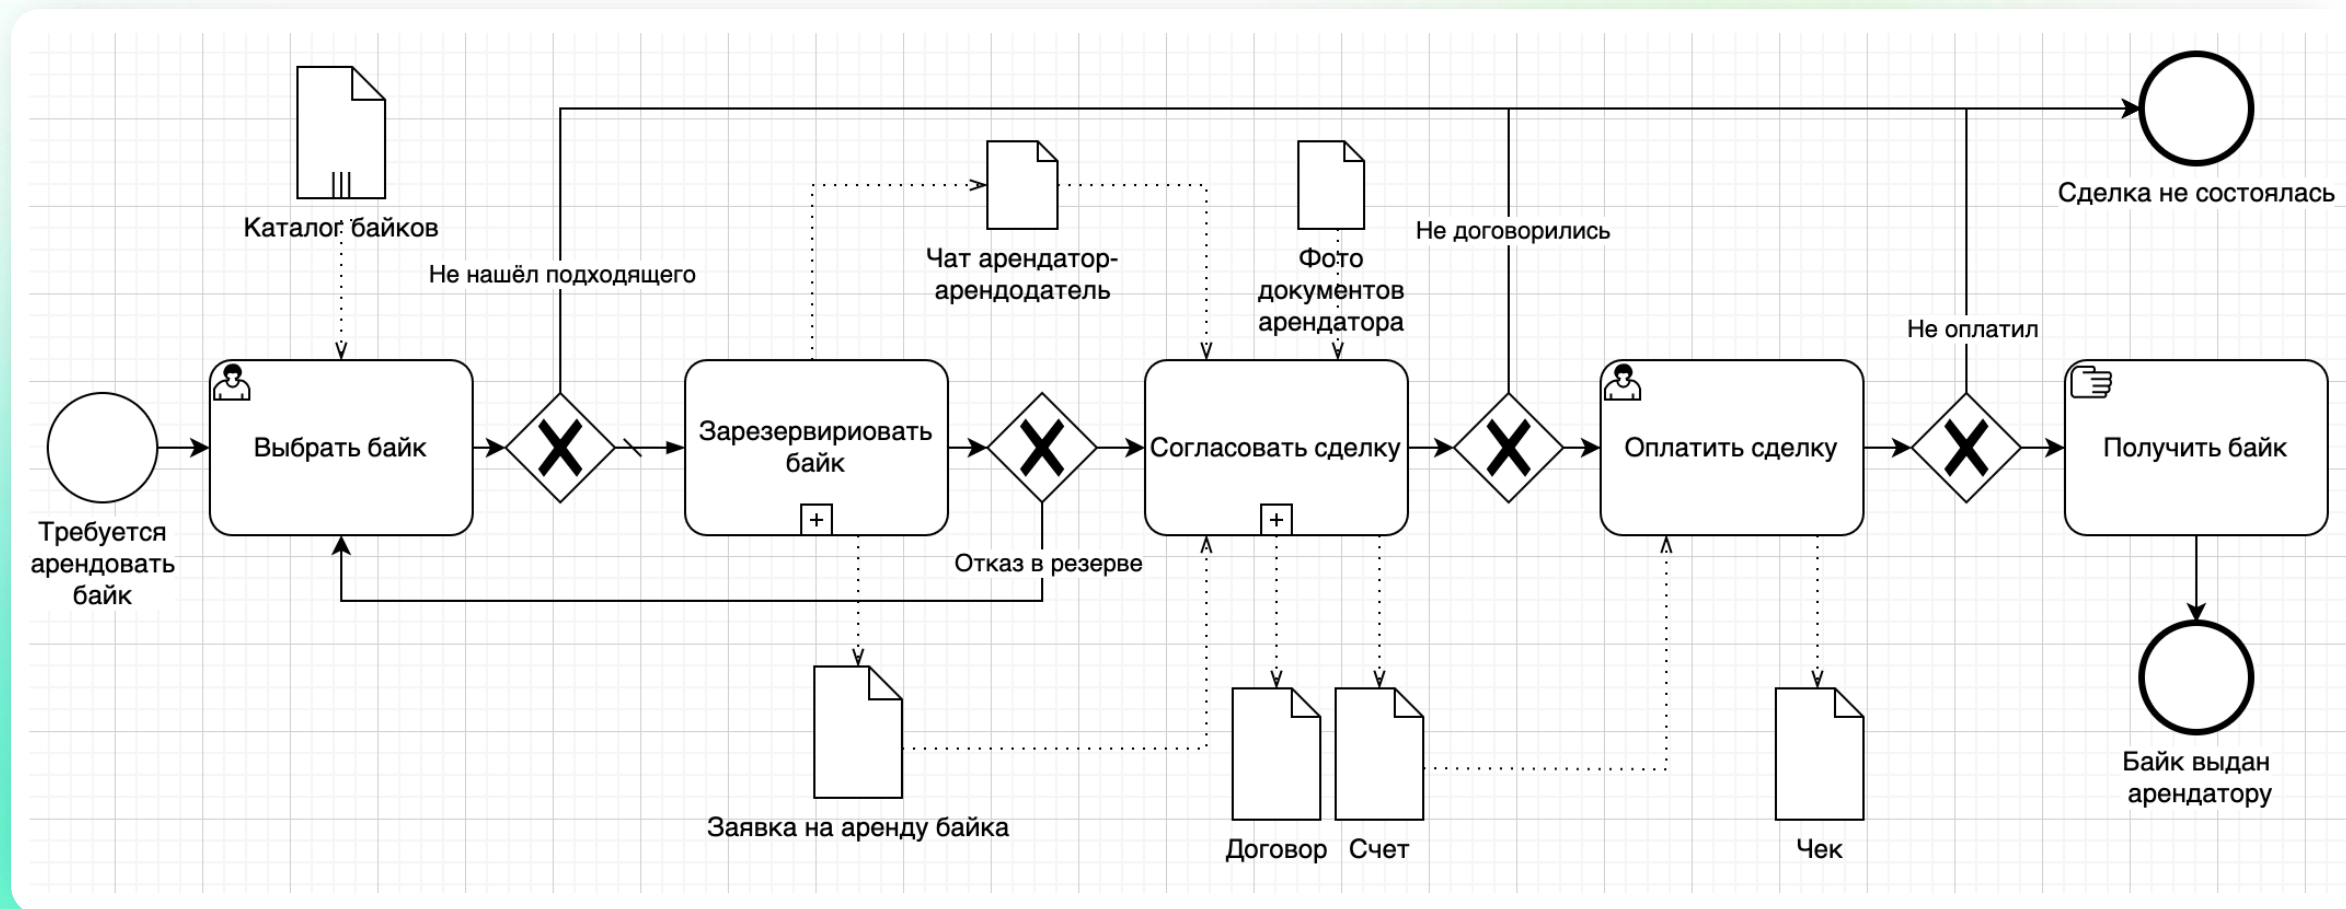 Каталог байков
Сделка не состоялась
Не нашёл подходящего
Чат арендатор-
арендодатель
Фото
документов
арендатора
Не договорились
Не оплатил
Требуется
арендовать
байк
Выбрать байк
Зарезервириовать
байк
Отказ в резерве
Согласовать сделку
Оплатить сделку
Получить байк
Заявка на аренду байка
Договор
Счет
Чек
Байк выдан
арендатору